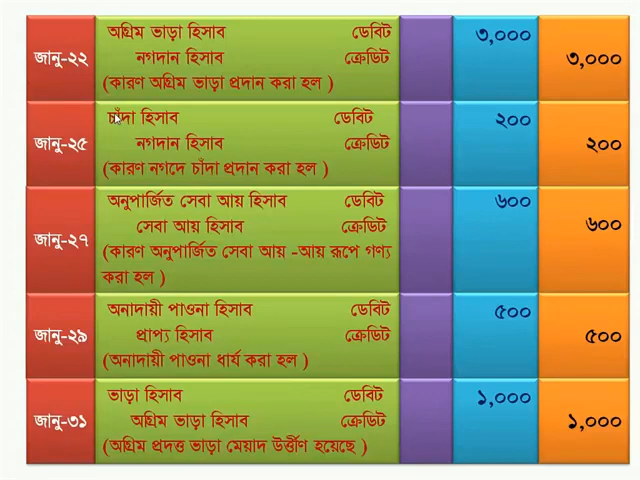 অগ্রিম ভাড়া হিসাব ডেবিট ৩,০০০
জানু-২২ নগদান হিসাব ক্রেডিট ৩,০০০
(কারণ অগ্রিম ভাড়া প্রদান করা হল )
চাঁদা হিসাব ডেবিট ২০০
জানু-২৫ নগদান হিসাব ক্রেডিট ২০০
(কারণ নগদে চাঁদা প্রদান করা হল )
অনুপার্জিত সেবা আয় হিসাব ডেবিট ৬০০
জানু-২৭ সেবা আয় হিসাব ক্রেডিট ৬০০
(কারণ অনুপার্জিত সেবা আয় -আয় রূপে গণ্য
করা হল )
অনাদায়ী পাওনা হিসাব ডেবিট ৫০০
জানু-২৯ প্রাপ্য হিসাব ক্রেডিট ৫০০
(অনাদায়ী পাওনা ধার্য করা হল )
ভাড়া হিসাব ডেবিট ১,০০০
জানু-৩১ অগ্রিম ভাড়া হিসাব ক্রেডিট ১,০০০
(অগ্রিম প্রদত্ত ভাড়া মেয়াদ উর্ত্তীণ হয়েছে )